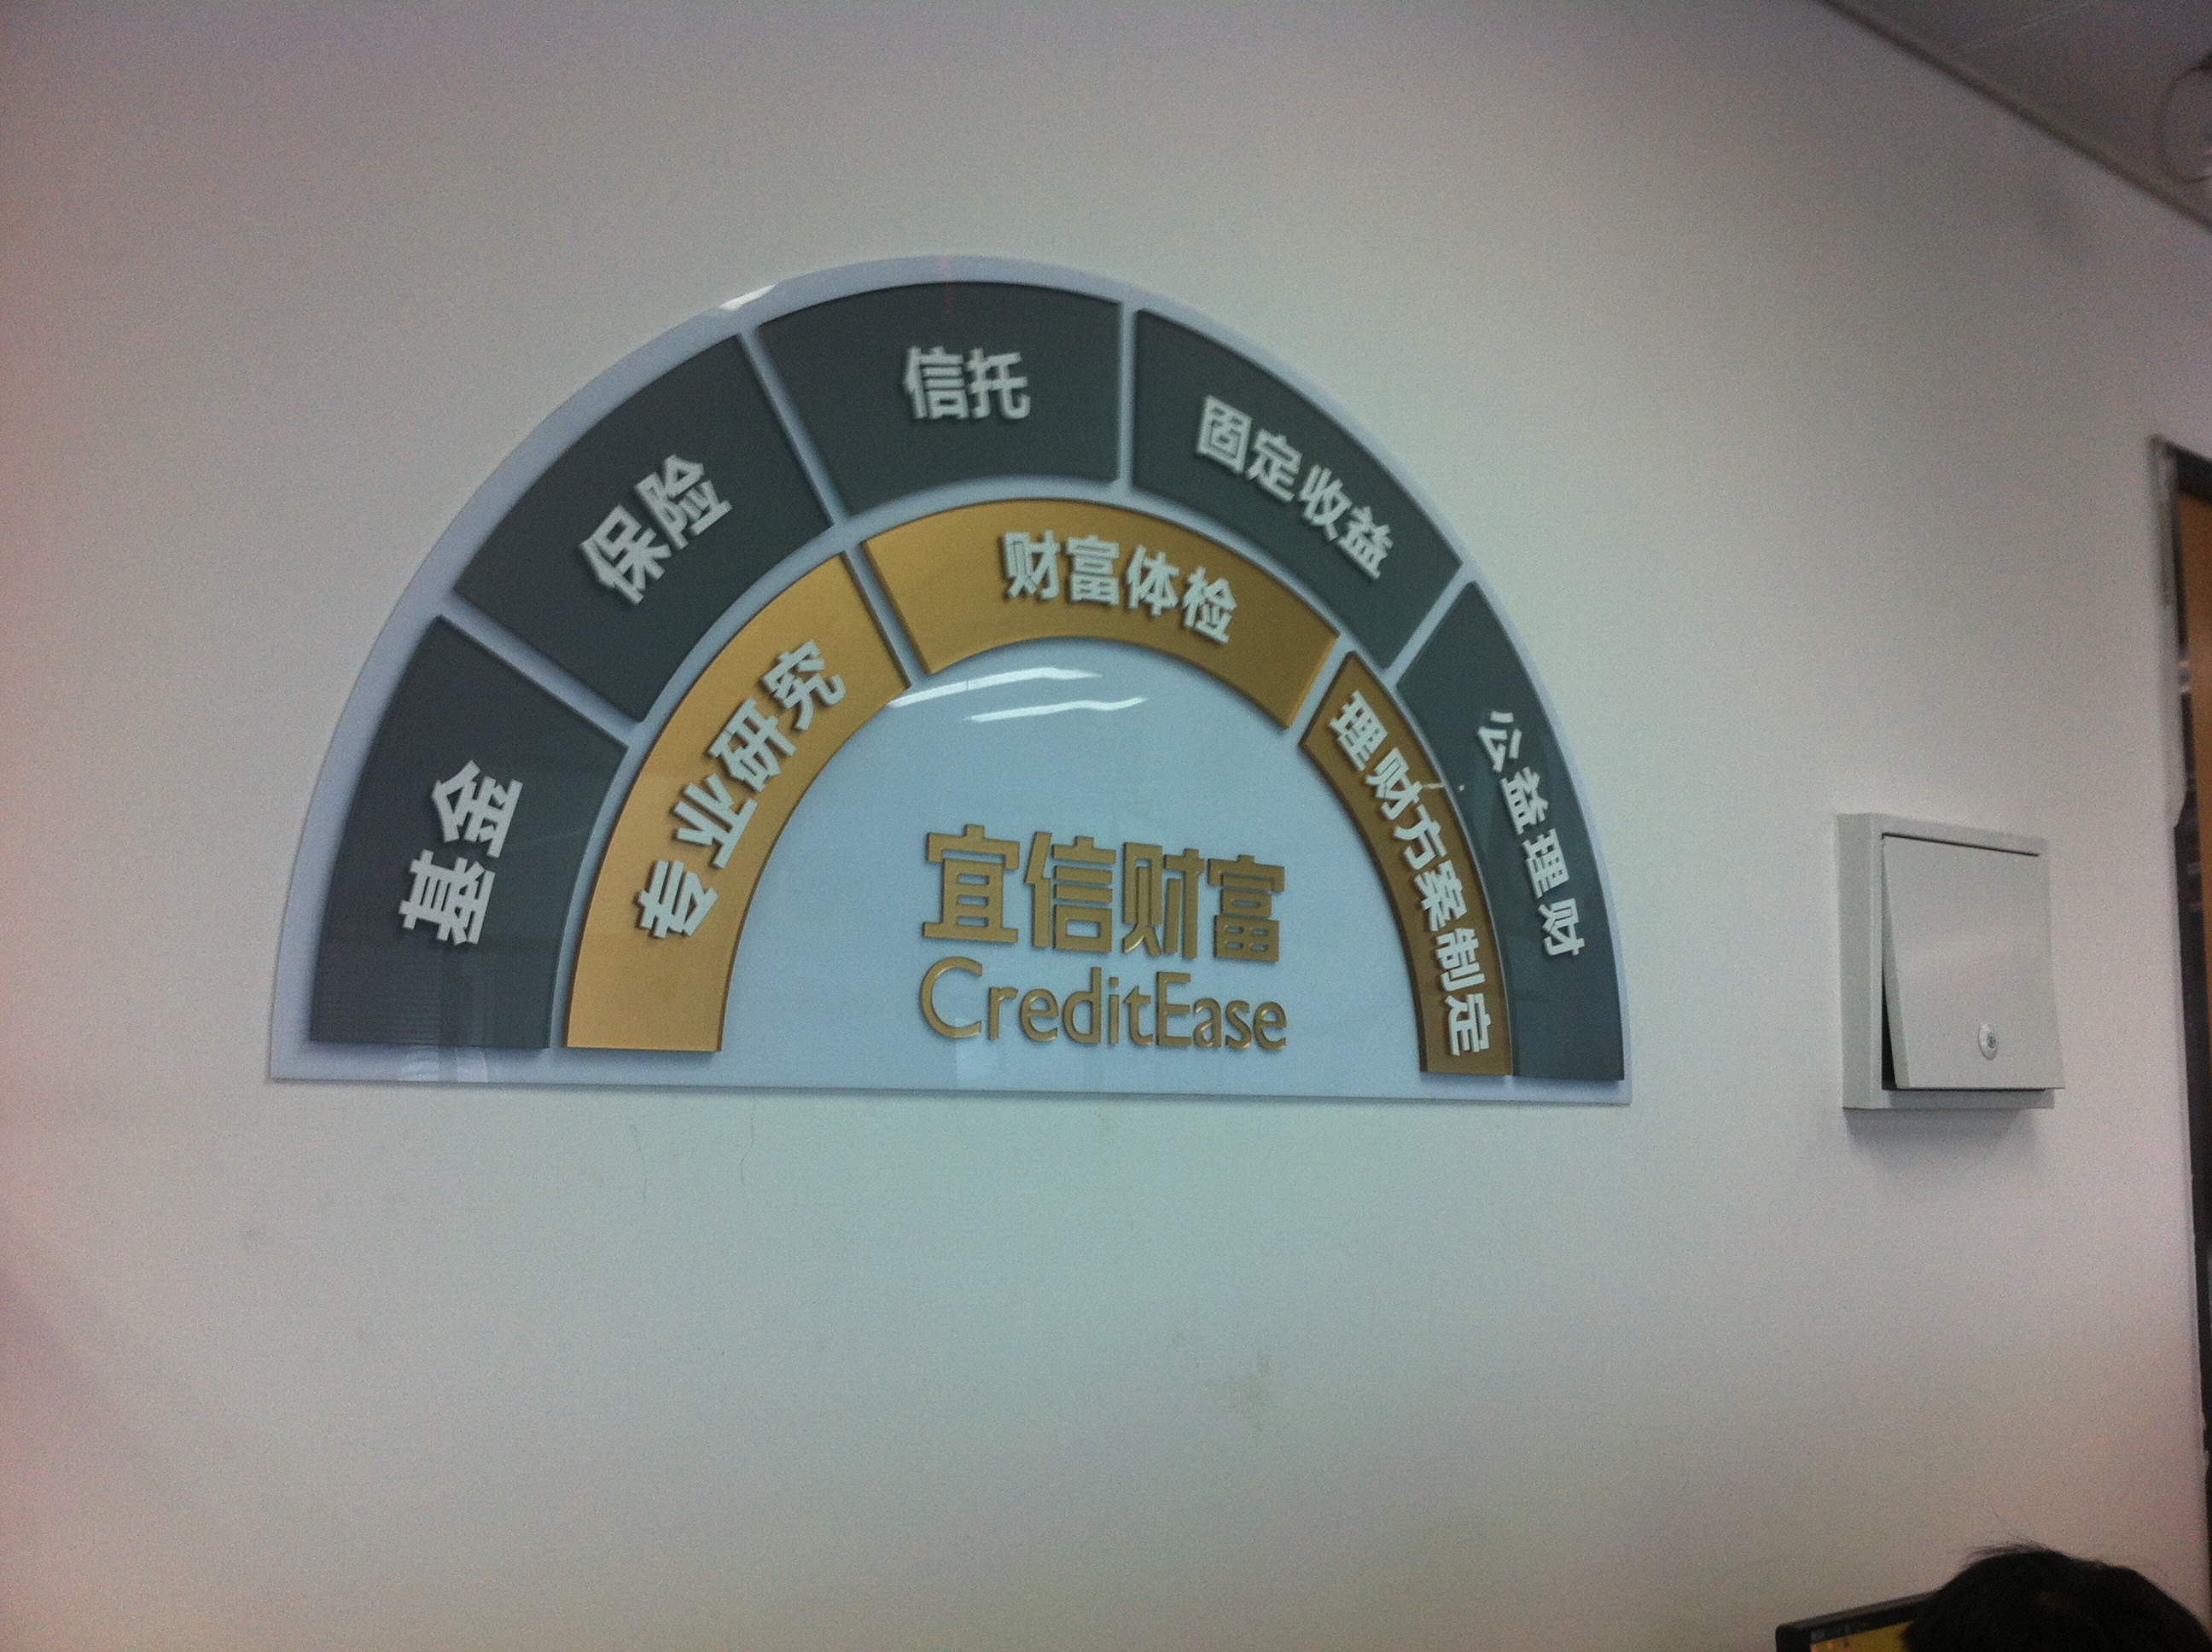 基金
保险
信托
固定收益
公益理财
专业研究
财富体检
理财方案制定
宜信财富
CreditEase